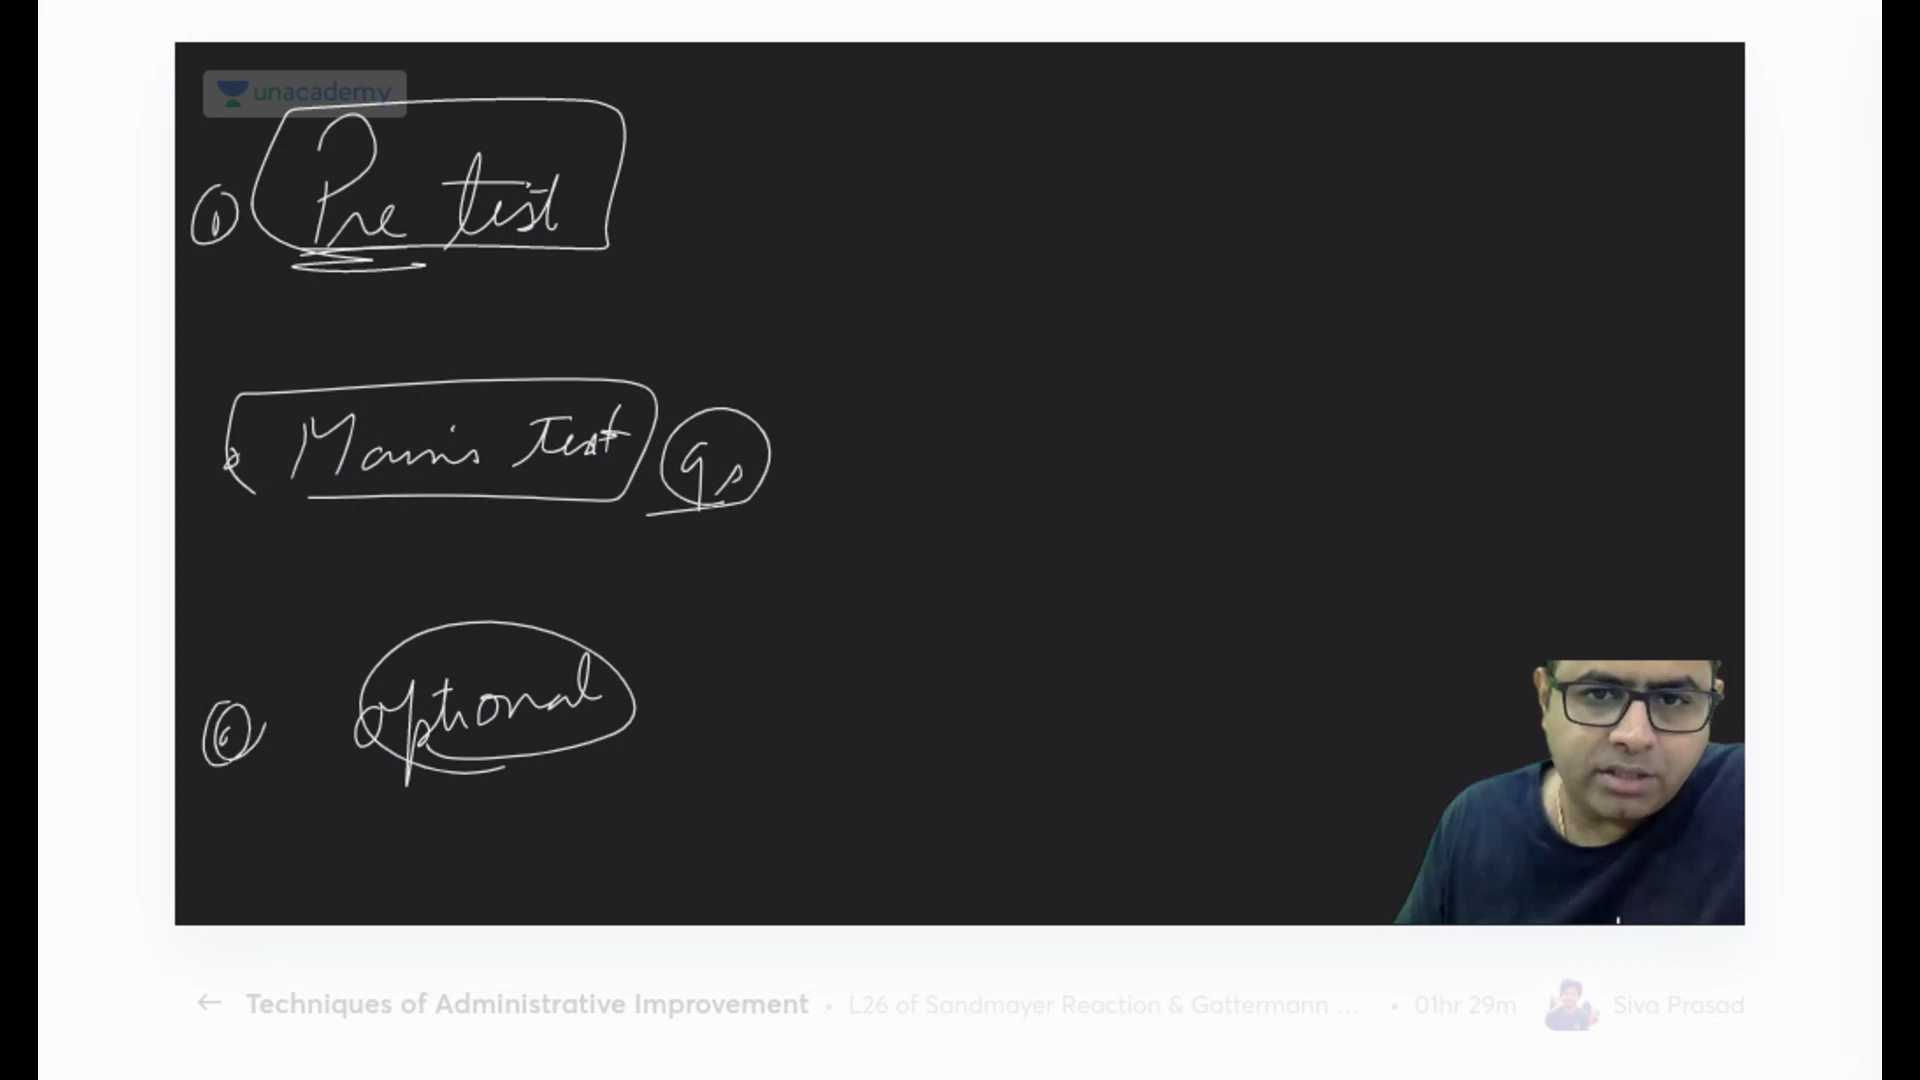 unacademy
① Pre test
Mains test gs
optional
← Techniques of Administrative Improvement • L26 of Sandmayer Reaction & Gattermann ... • 01hr 29m Siva Prasad